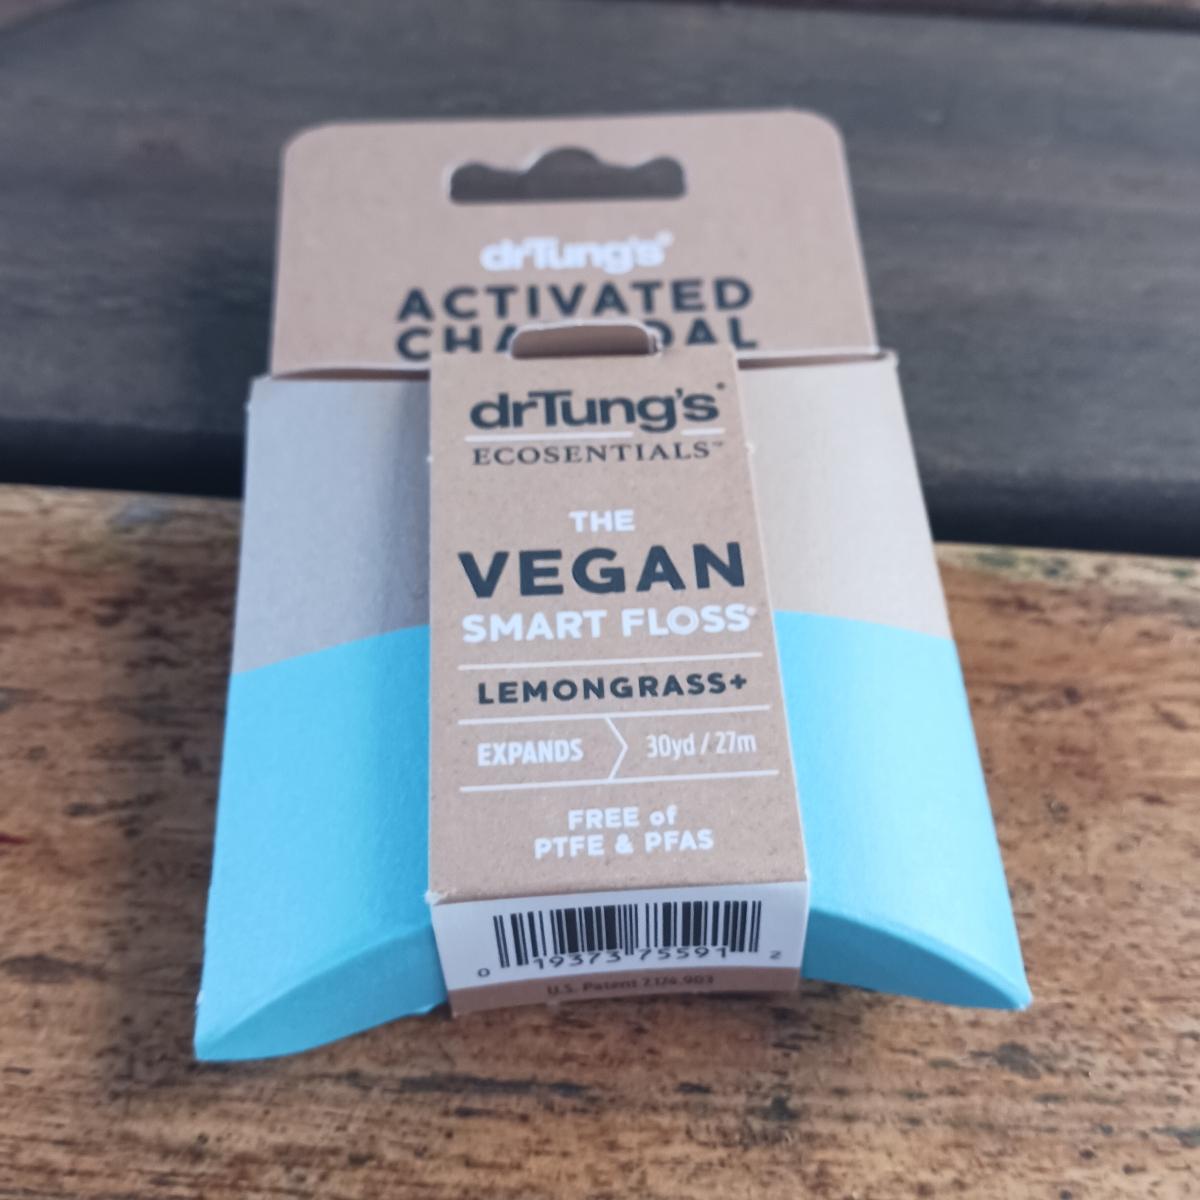 drTung's®
ACTIVATED
drTung's®
ECOSENTIALS™
THE
VEGAN
SMART FLOSS®
LEMONGRASS+
EXPANDS 30yd / 27m
FREE of
PTFE & PFAS
0 19373 75591 2
U.S. Patent